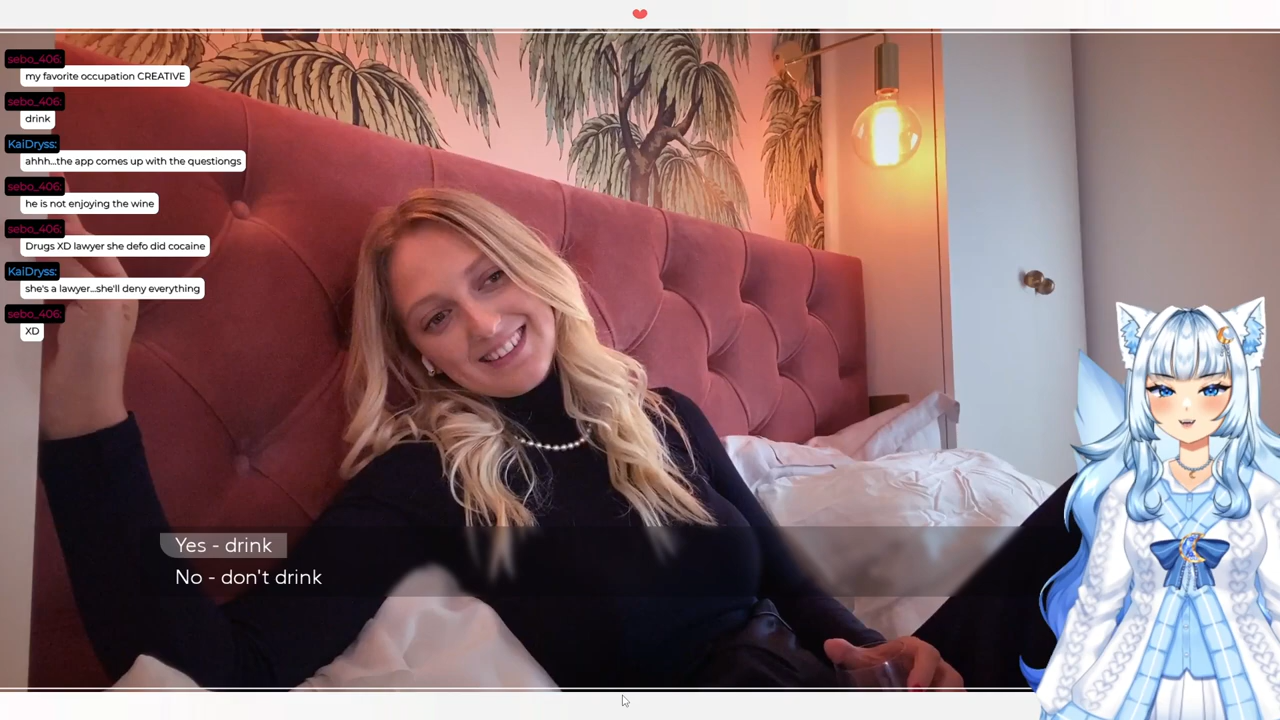 sebo_406:
my favorite occupation CREATIVE
sebo_406:
drink
KaiDryss:
ahhh...the app comes up with the questiongs
sebo_406:
he is not enjoying the wine
sebo_406:
Drugs XD lawyer she defo did cocaine
KaiDryss:
she's a lawyer...she'll deny everything
sebo_406:
XD
Yes - drink
No - don't drink